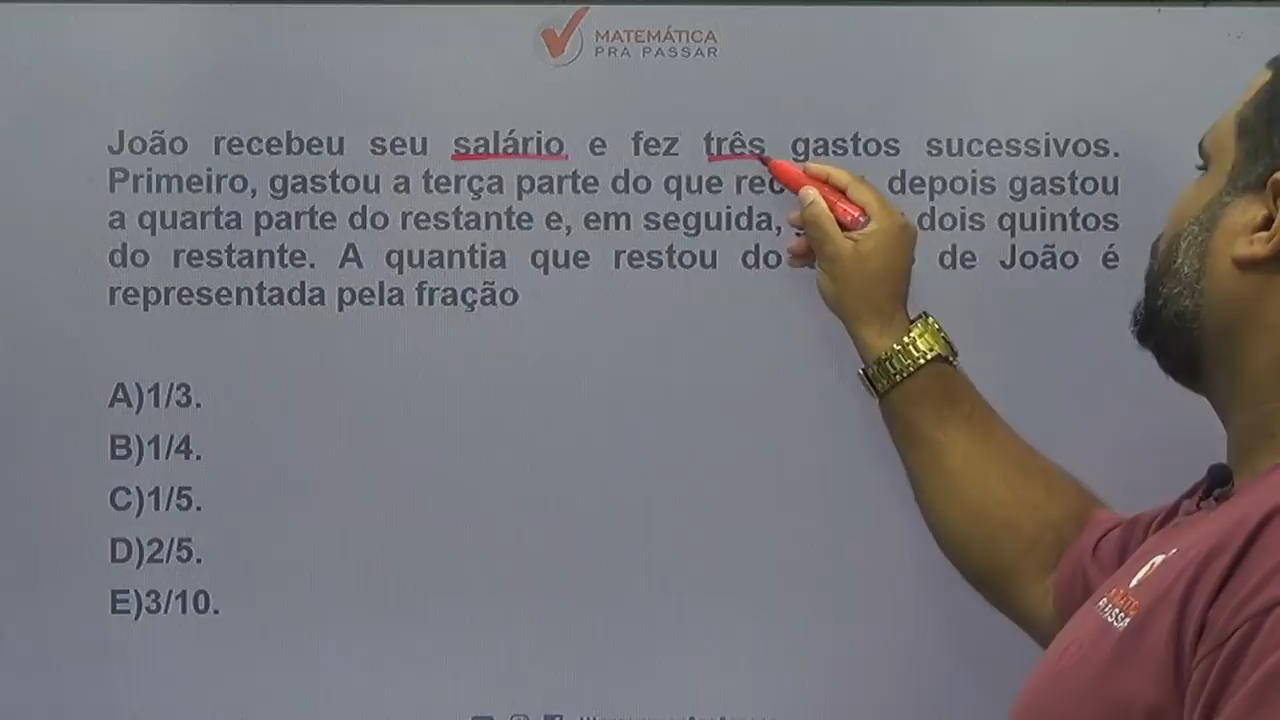 MATEMÁTICA
PRA PASSAR
João recebeu seu salário e fez três gastos sucessivos.
Primeiro, gastou a terça parte do que depois gastou
a quarta parte do restante e, em seguida, dois quintos
do restante. A quantia que restou do de João é
representada pela fração
A)1/3.
B)1/4.
C)1/5.
D)2/5.
E)3/10.